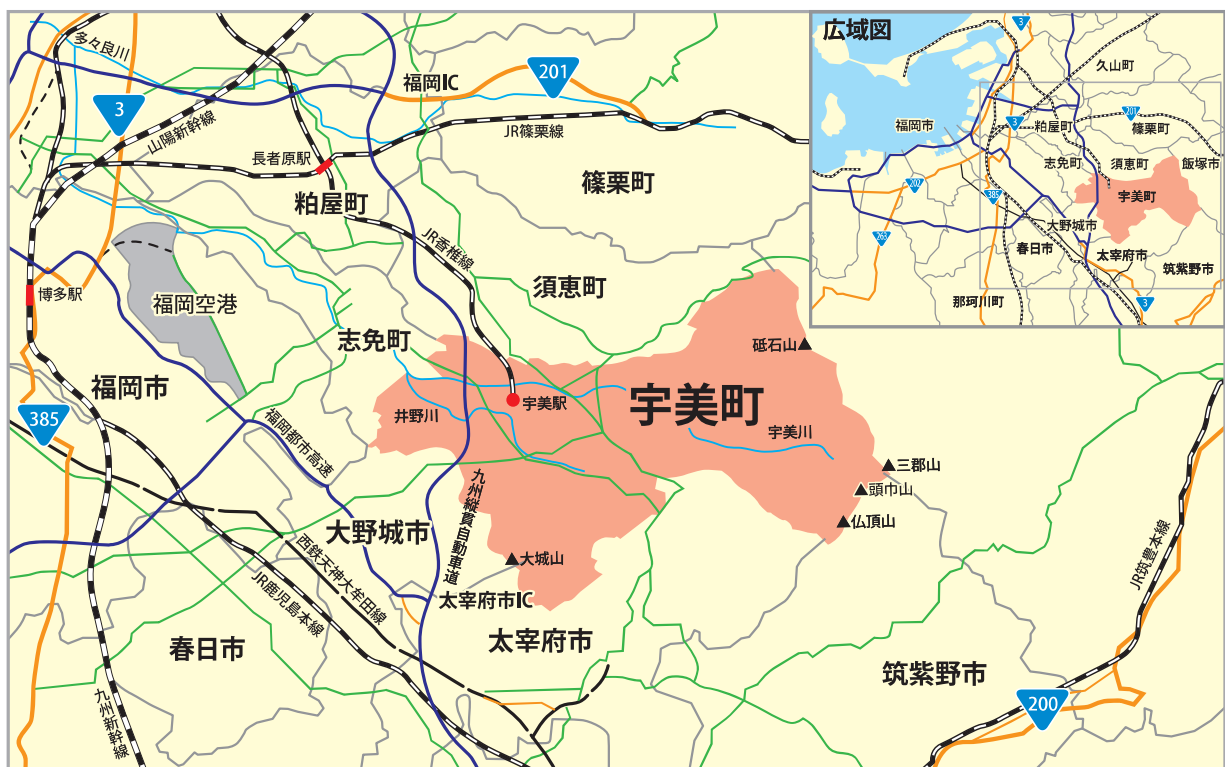 多々良川
3
山陽新幹線
福岡IC
201
JR篠栗線
長者原駅
粕屋町
篠栗町
JR香椎線
博多駅
福岡空港
須恵町
志免町
砥石山
福岡市
宇美町
宇美駅
井野川
宇美川
385
福岡都市高速
三郡山
頭巾山
仏頂山
九州縦貫自動車道
大野城市
西鉄天神大牟田線
大城山
JR鹿児島本線
太宰府市IC
JR筑豊本線
春日市
太宰府市
筑紫野市
九州新幹線
200
広域図
3
久山町
福岡市
3
粕屋町
201
篠栗町
志免町
須恵町
飯塚市
202
385
宇美町
大野城市
263
春日市
太宰府市
筑紫野市
那珂川町
3